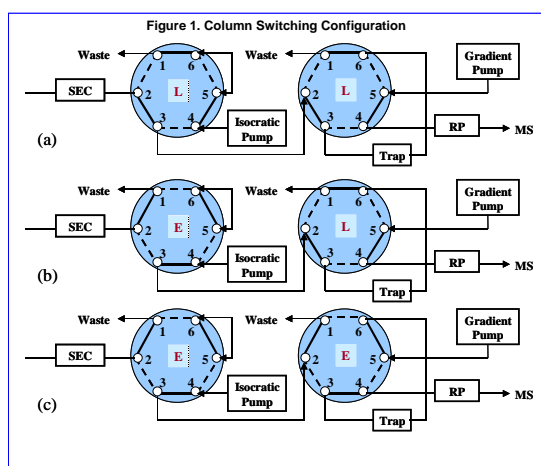 Figure 1. Column Switching Configuration
Waste
1
6
SEC
2
L
5
3
4
Isocratic
Pump
(a)
Waste
1
6
2
L
5
3
4
Gradient
Pump
RP
MS
Trap
Waste
1
6
SEC
2
E
5
3
4
Isocratic
Pump
(b)
Waste
1
6
2
L
5
3
4
Gradient
Pump
RP
MS
Trap
Waste
1
6
SEC
2
E
5
3
4
Isocratic
Pump
(c)
Waste
1
6
2
E
5
3
4
Gradient
Pump
RP
MS
Trap